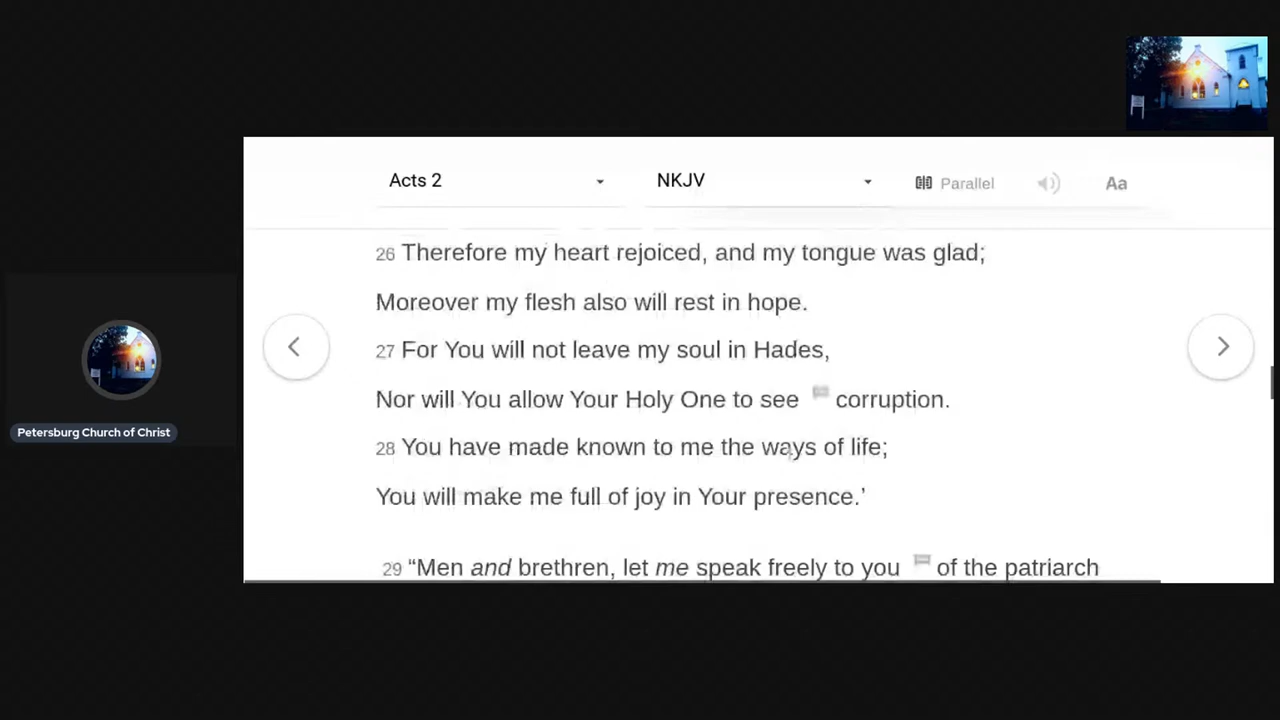 Acts 2
NKJV
Parallel
Aa
26 Therefore my heart rejoiced, and my tongue was glad;
Moreover my flesh also will rest in hope.
27 For You will not leave my soul in Hades,
Nor will You allow Your Holy One to see corruption.
28 You have made known to me the ways of life;
You will make me full of joy in Your presence.’
29 “Men and brethren, let me speak freely to you of the patriarch
Petersburg Church of Christ